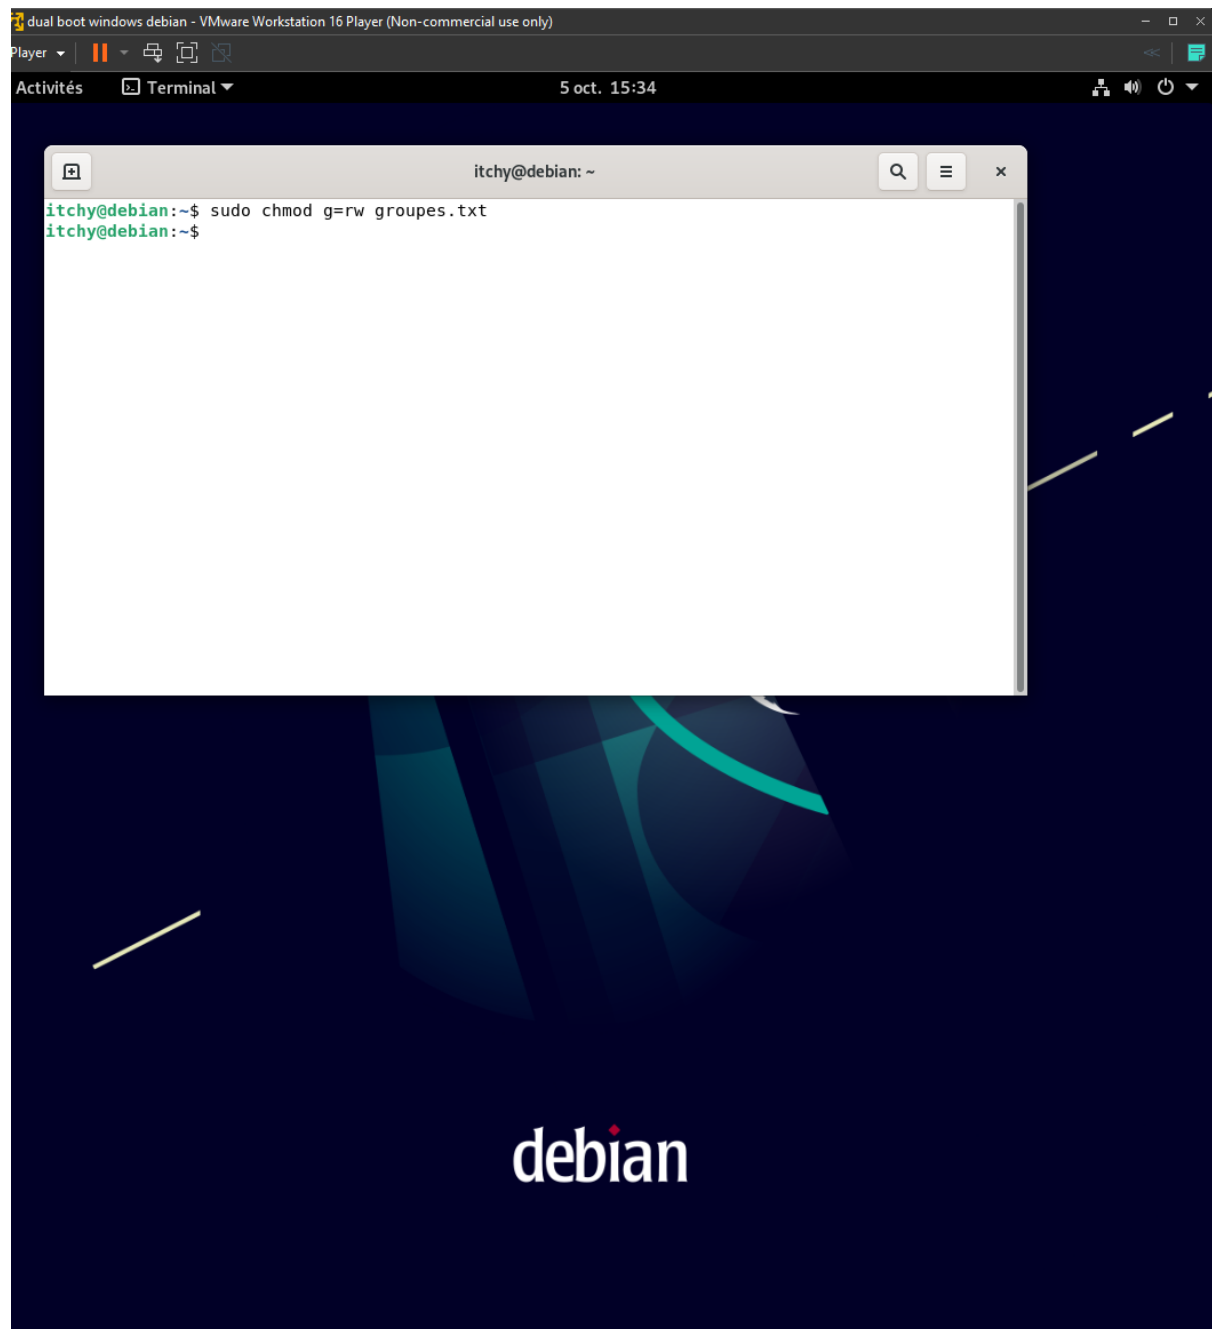 dual boot windows debian - VMware Workstation 16 Player (Non-commercial use only)
Player
Activités Terminal 5 oct. 15:34
itchy@debian: ~
itchy@debian:~$ sudo chmod g=rw groupes.txt
itchy@debian:~$
debian